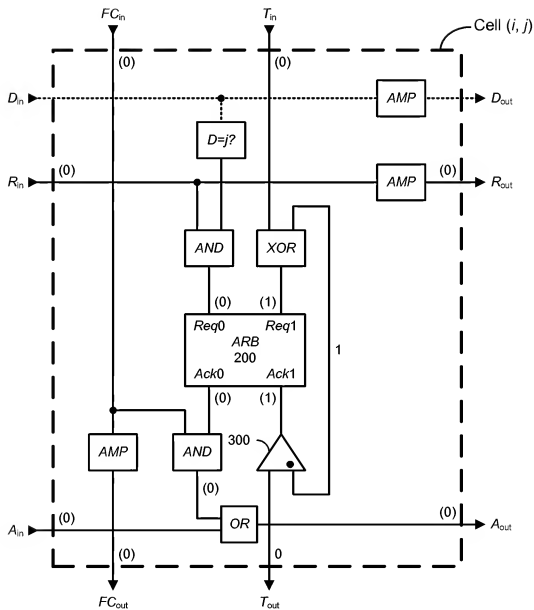 FCin Tin
Cell (i, j)
(0) (0)
Din AMP Dout
D=j?
Rin (0) AMP (0) Rout
AND XOR
(0) (1)
Req0 Req1
ARB
200
1
Ack0 Ack1
(0) (1)
AMP AND 300
(0)
Ain (0) OR (0) Aout
(0) 0
FCout Tout